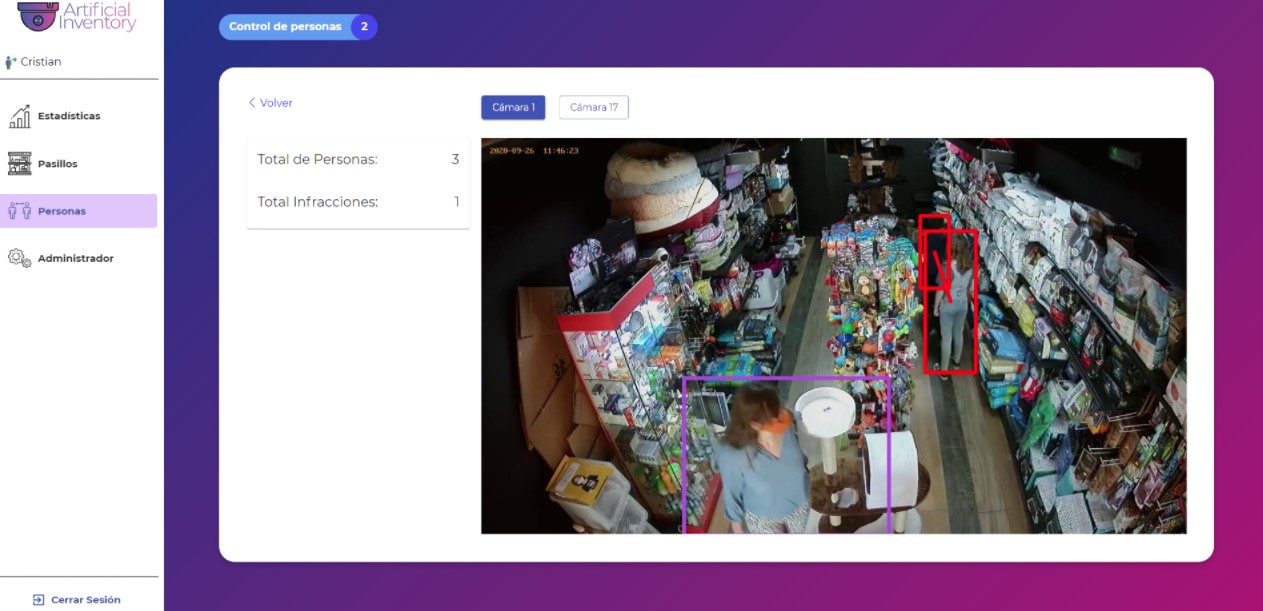 Artificial
Inventory
Cristian
Estadísticas
Pasillos
Personas
Administrador
Cerrar Sesión
Control de personas 2
Volver
Cámara 1 Cámara 17
Total de Personas: 3
Total Infracciones: 1
2020-09-26 11:46:23